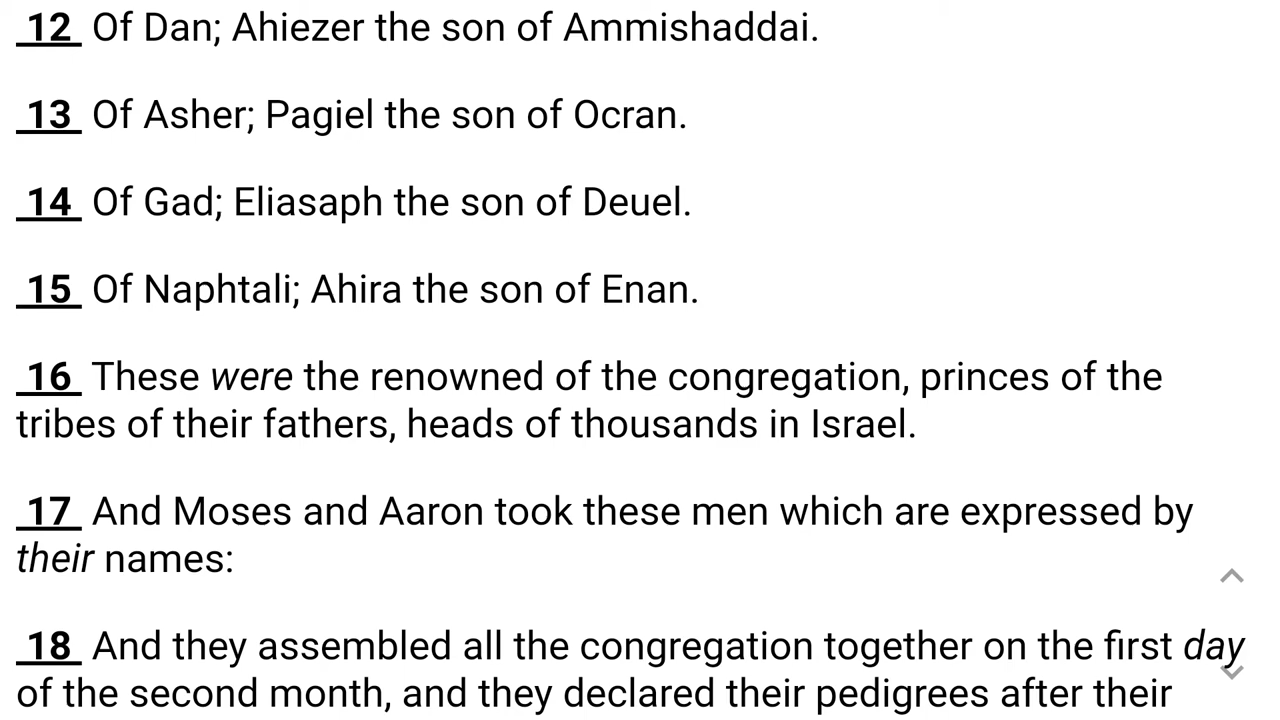 12 Of Dan; Ahiezer the son of Ammishaddai.
13 Of Asher; Pagiel the son of Ocran.
14 Of Gad; Eliasaph the son of Deuel.
15 Of Naphtali; Ahira the son of Enan.
16 These were the renowned of the congregation, princes of the
tribes of their fathers, heads of thousands in Israel.
17 And Moses and Aaron took these men which are expressed by
their names:
18 And they assembled all the congregation together on the first day
of the second month, and they declared their pedigrees after their